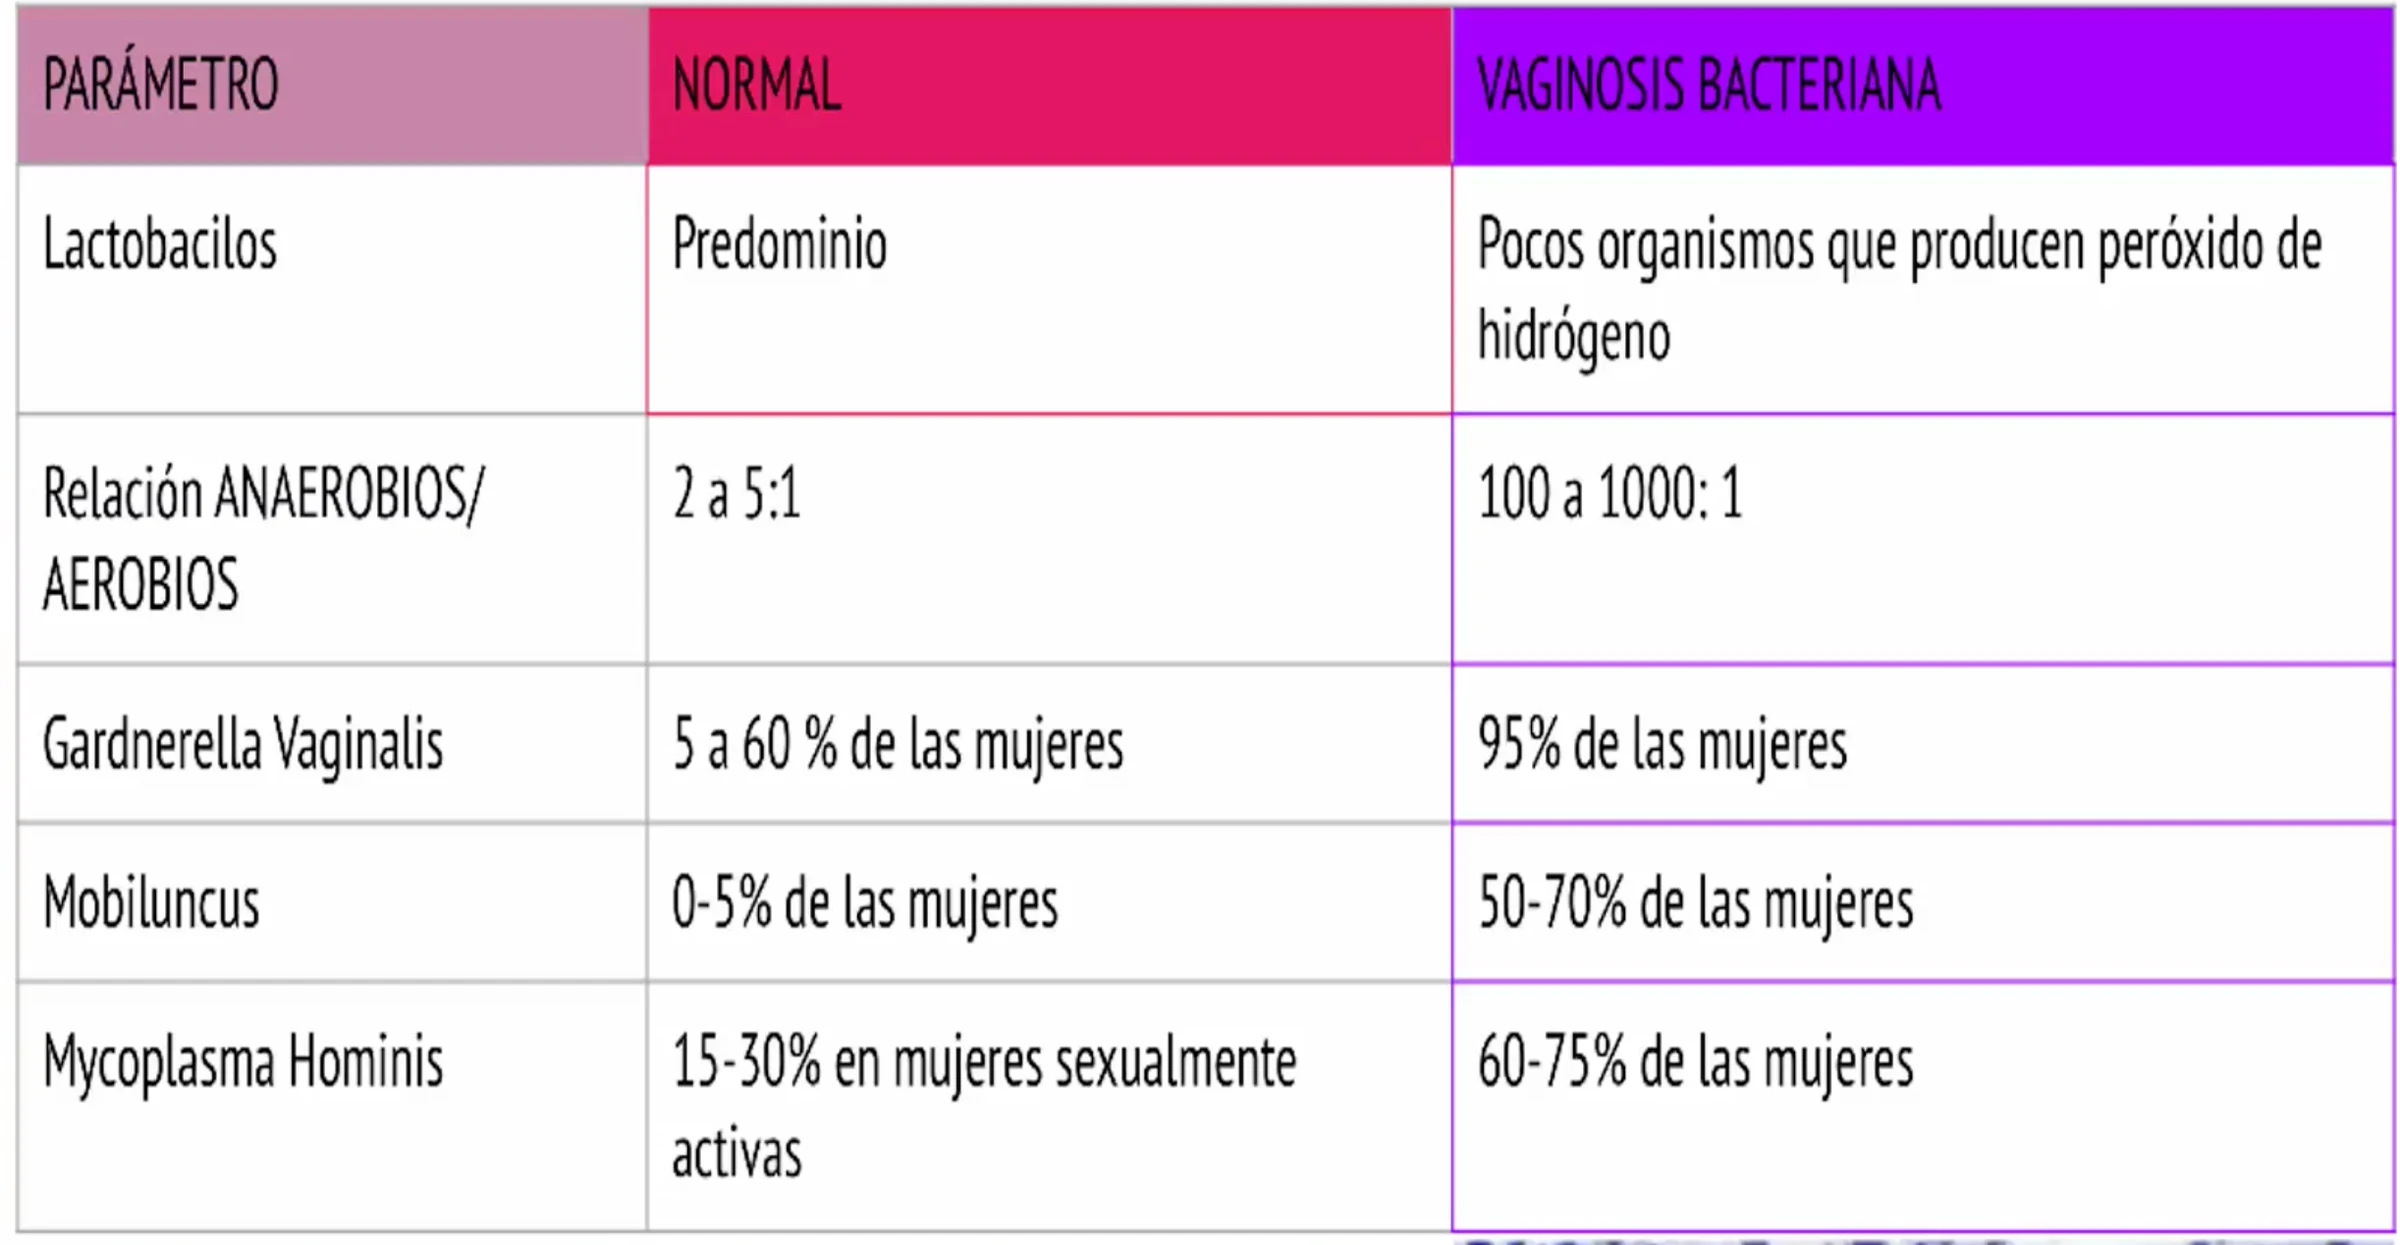 PARÁMETRO
NORMAL
VAGINOSIS BACTERIANA
Lactobacilos
Predominio
Pocos organismos que producen peróxido de
hidrógeno
Relación ANAEROBIOS/
AEROBIOS
2 a 5:1
100 a 1000: 1
Gardnerella Vaginalis
5 a 60 % de las mujeres
95% de las mujeres
Mobiluncus
0-5% de las mujeres
50-70% de las mujeres
Mycoplasma Hominis
15-30% en mujeres sexualmente
activas
60-75% de las mujeres